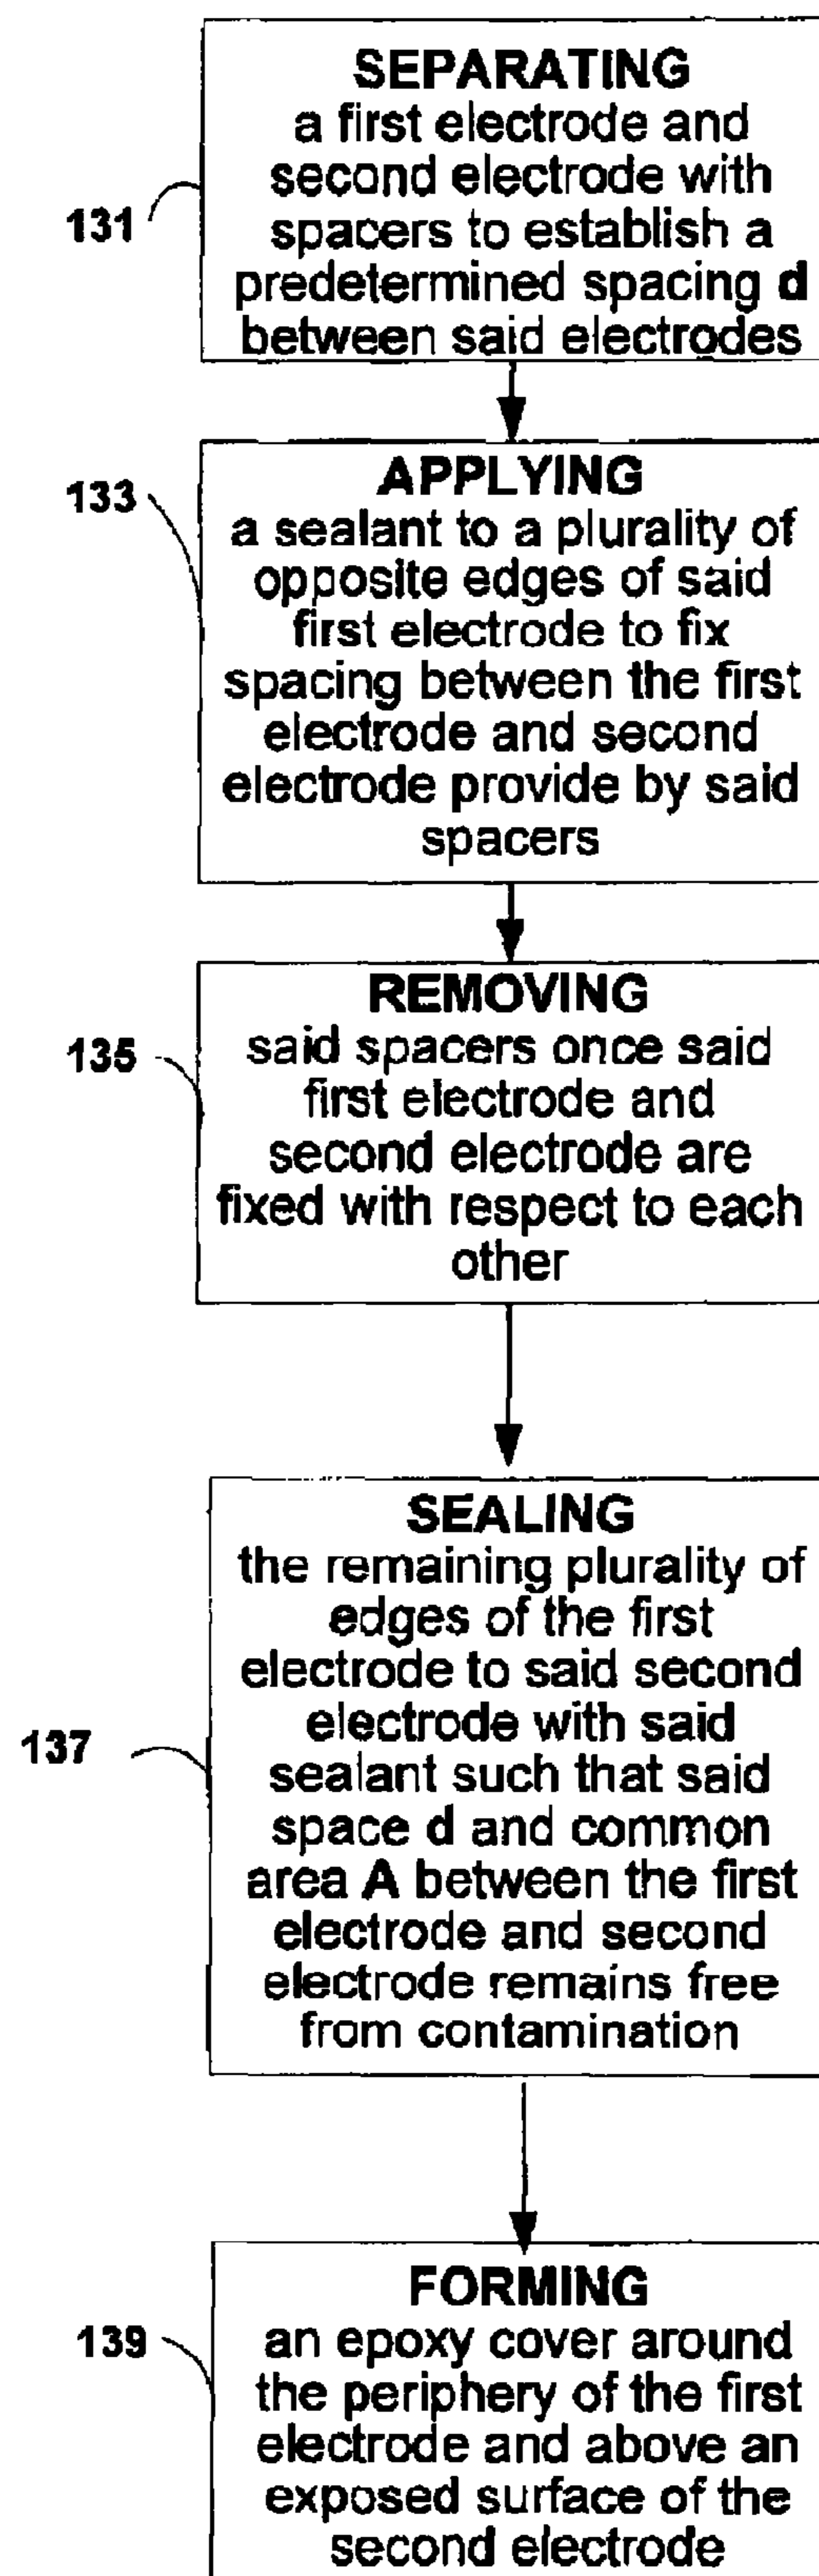 SEPARATING
a first electrode and
second electrode with
131
spacers to establish a
predetermined spacing d
between said electrodes
APPLYING
133
a sealant to a plurality of
opposite edges of said
first electrode to fix
spacing between the first
electrode and second
electrode provide by said
spacers
REMOVING
135
said spacers once said
first electrode and
second electrode are
fixed with respect to each
other
SEALING
the remaining plurality of
edges of the first
electrode to said second
electrode with said
137
sealant such that said
space d and common
area A between the first
electrode and second
electrode remains free
from contamination
FORMING
139
an epoxy cover around
the periphery of the first
electrode and above an
exposed surface of the
second electrode